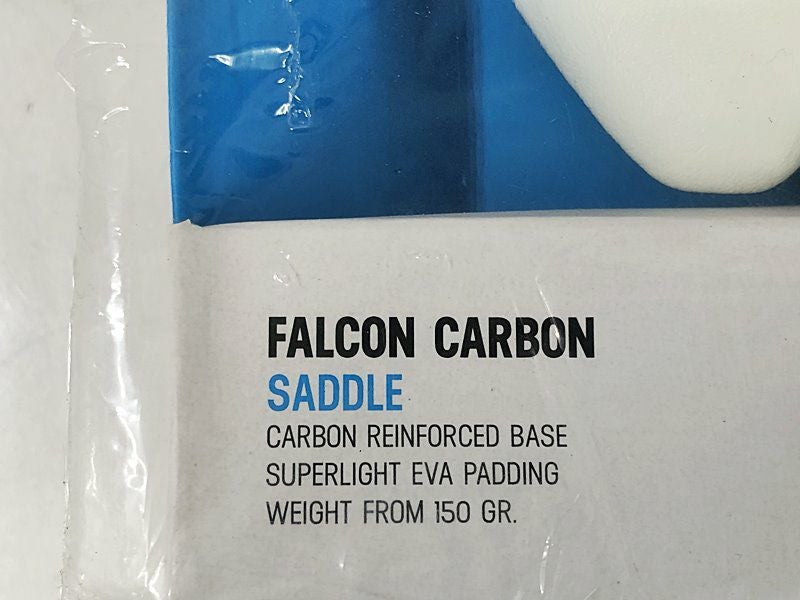 FALCON CARBON
SADDLE
CARBON REINFORCED BASE
SUPERLIGHT EVA PADDING
WEIGHT FROM 150 GR.